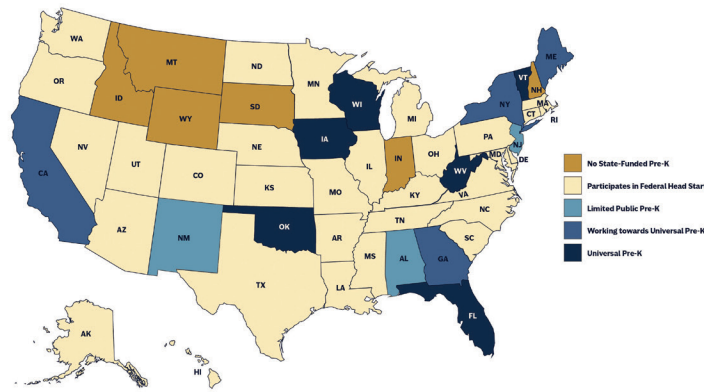 WA
OR
CA
NV
ID
MT
WY
UT
AZ
CO
NM
ND
SD
NE
KS
OK
TX
MN
IA
MO
AR
LA
WI
IL
MI
IN
OH
KY
TN
MS
AL
GA
FL
SC
NC
VA
WV
PA
NY
VT
NH
ME
MA
CT
RI
NJ
DE
MD
AK
HI
No State-Funded Pre-K
Participates in Federal Head Start
Limited Public Pre-K
Working towards Universal Pre-K
Universal Pre-K